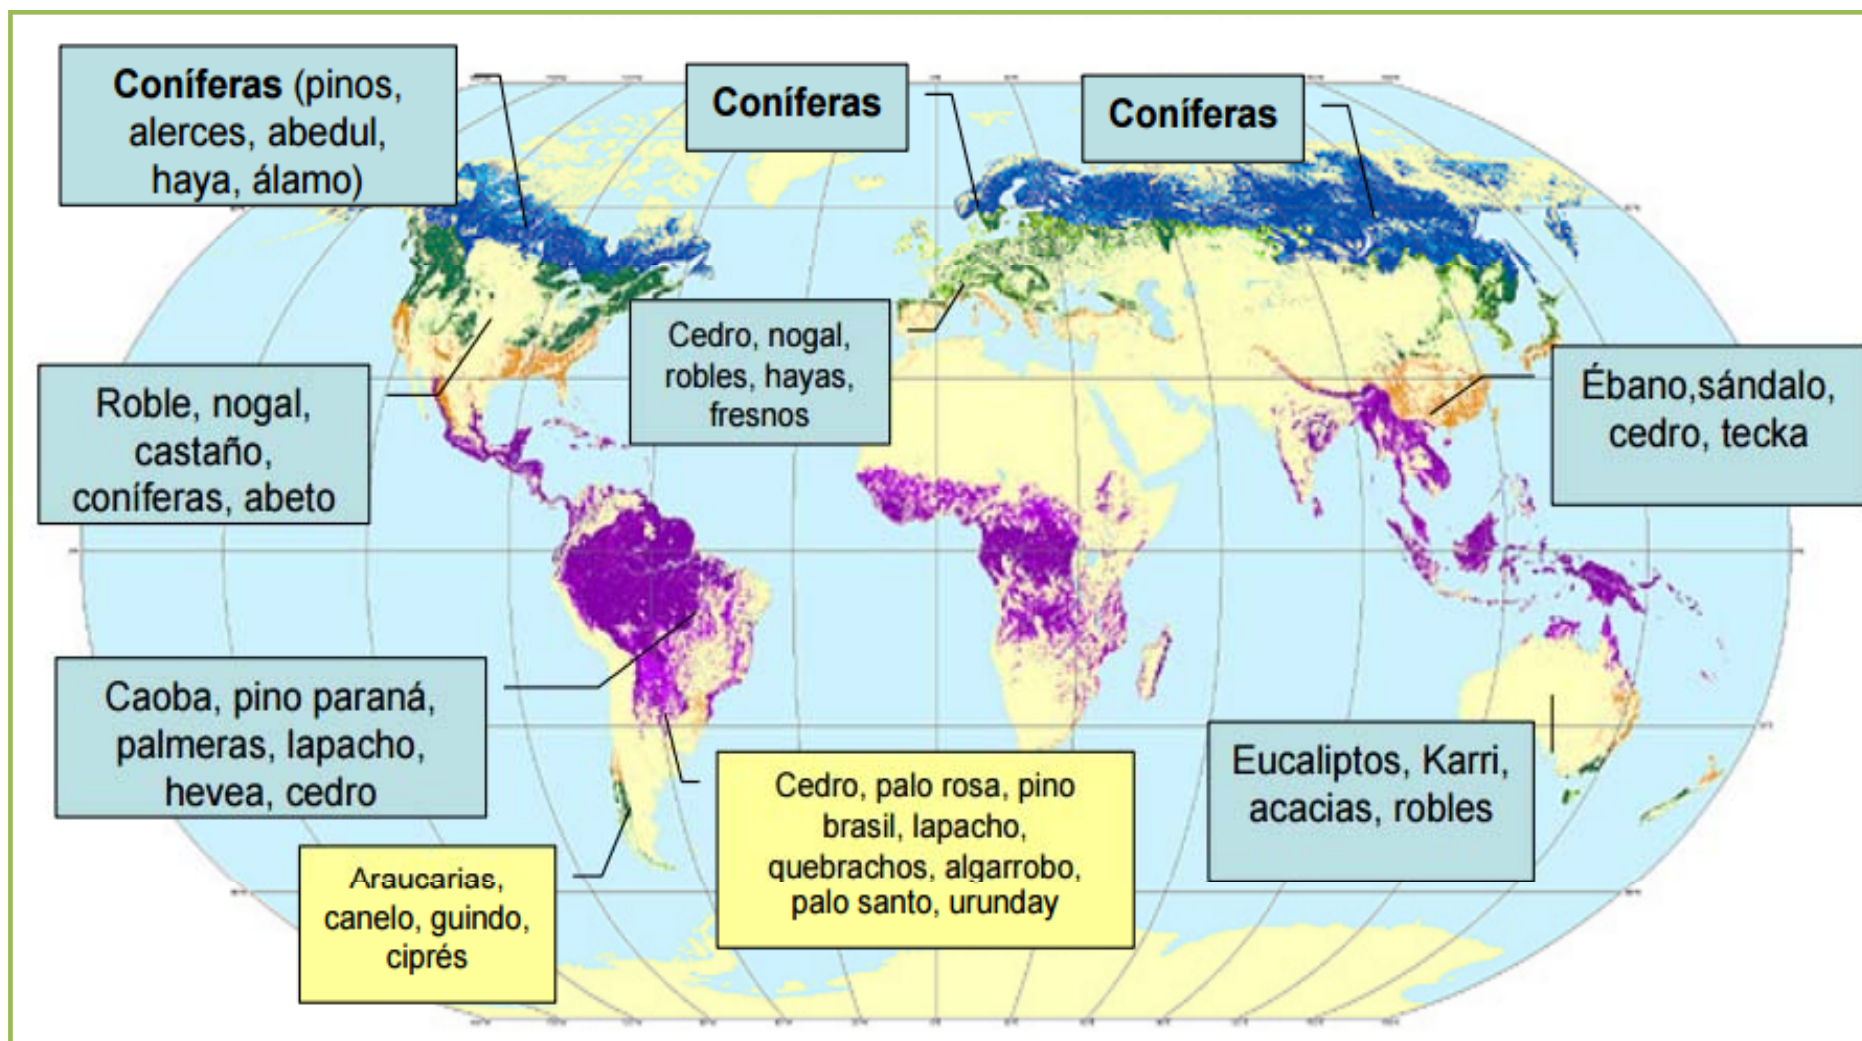 Coníferas (pinos,
alerces, abedul,
haya, álamo)
Coníferas
Coníferas
Cedro, nogal,
robles, hayas,
fresnos
Roble, nogal,
castaño,
coníferas, abeto
Ébano,sándalo,
cedro, tecka
Caoba, pino paraná,
palmeras, lapacho,
hevea, cedro
Eucaliptos, Karri,
acacias, robles
Cedro, palo rosa, pino
brasil, lapacho,
quebrachos, algarrobo,
palo santo, urunday
Araucarias,
canelo, guindo,
ciprés